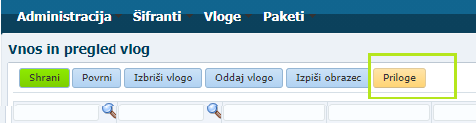 Administracija Šifranti Vloge Paketi
Vnos in pregled vlog
Shrani Povrni Izbriši vlogo Oddaj vlogo Izpiši obrazec Priloge